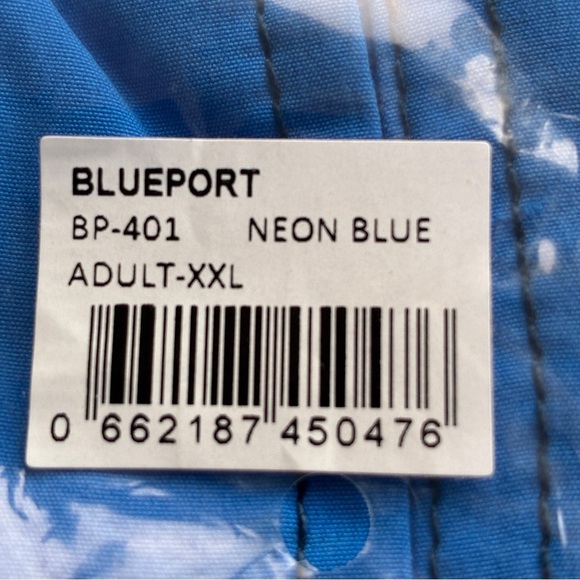 BLUEPORT
BP-401 NEON BLUE
ADULT-XXL
0 662187 450476